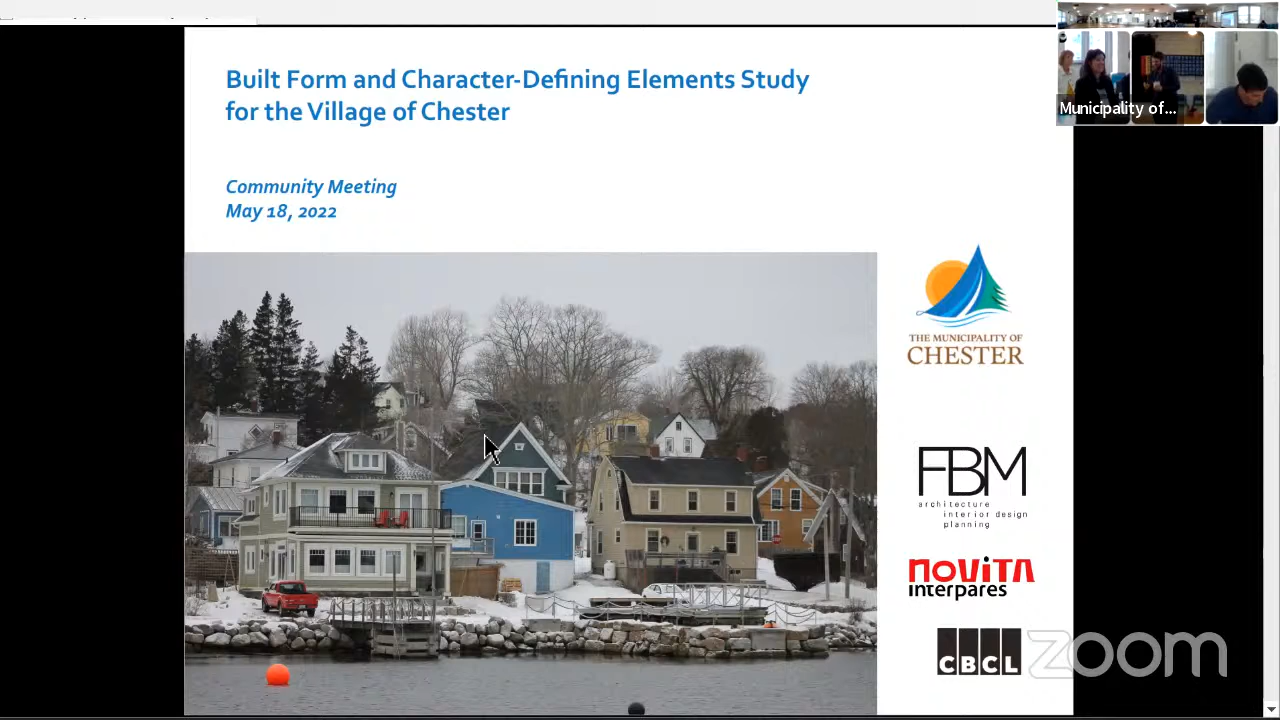 Built Form and Character-Defining Elements Study
for the Village of Chester
Community Meeting
May 18, 2022
Municipality of...
THE MUNICIPALITY OF
CHESTER
FBM
architecture
interior design
planning
NOVITA
interpares
CBCL
zoom